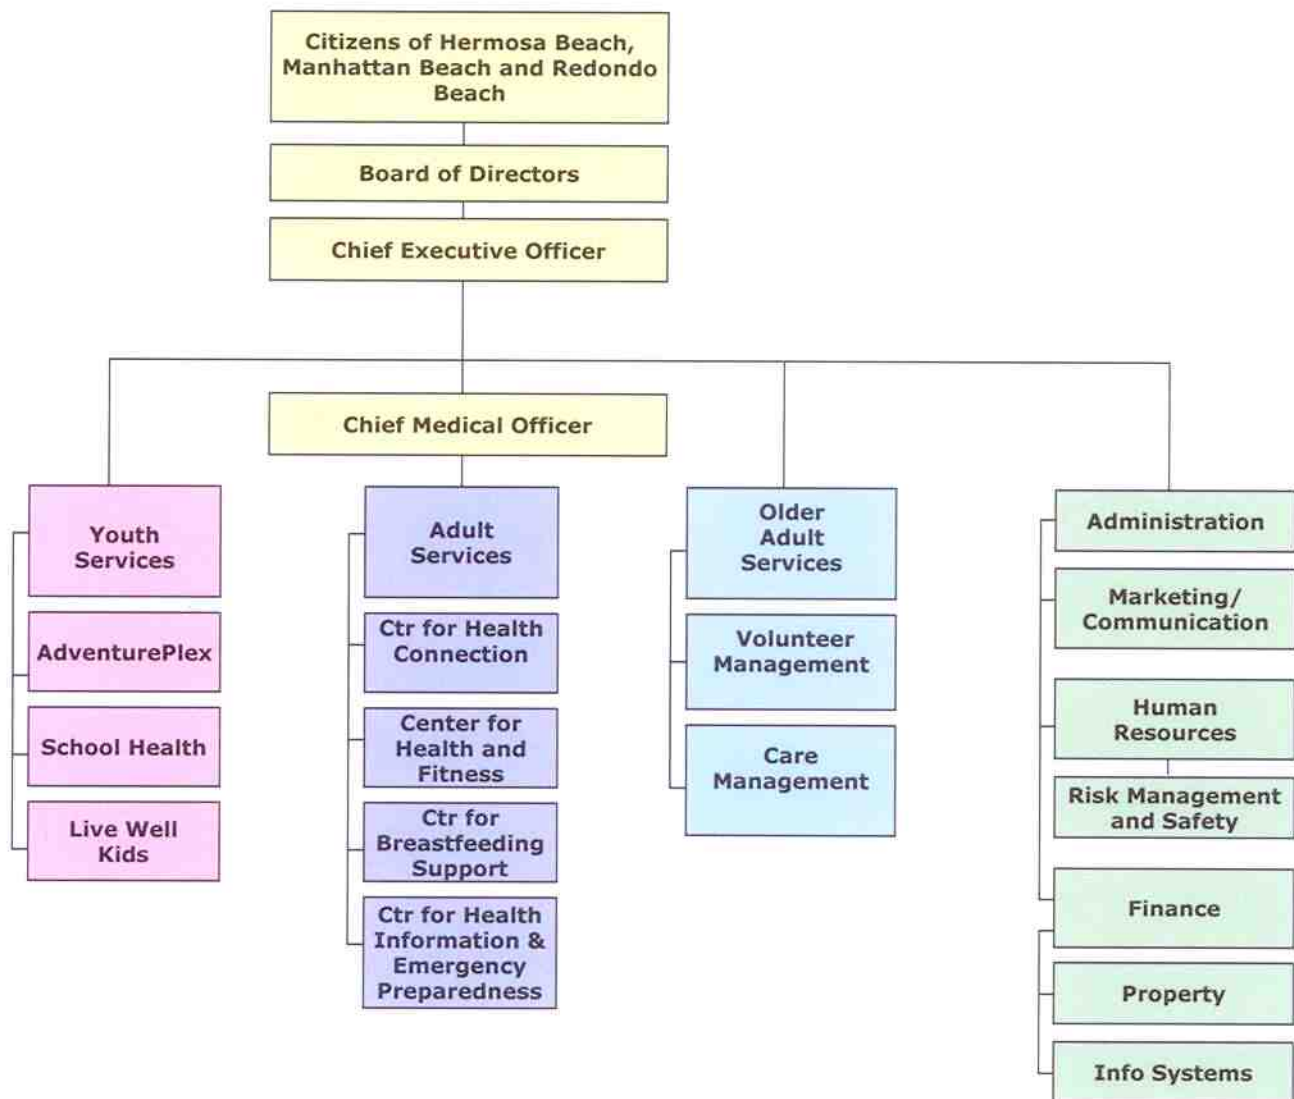 Citizens of Hermosa Beach,
Manhattan Beach and Redondo
Beach
Board of Directors
Chief Executive Officer
Chief Medical Officer
Youth
Services
AdventurePlex
School Health
Live Well
Kids
Adult
Services
Ctr for Health
Connection
Center for
Health and
Fitness
Ctr for
Breastfeeding
Support
Ctr for Health
Information &
Emergency
Preparedness
Older
Adult
Services
Volunteer
Management
Care
Management
Administration
Marketing/
Communication
Human
Resources
Risk Management
and Safety
Finance
Property
Info Systems